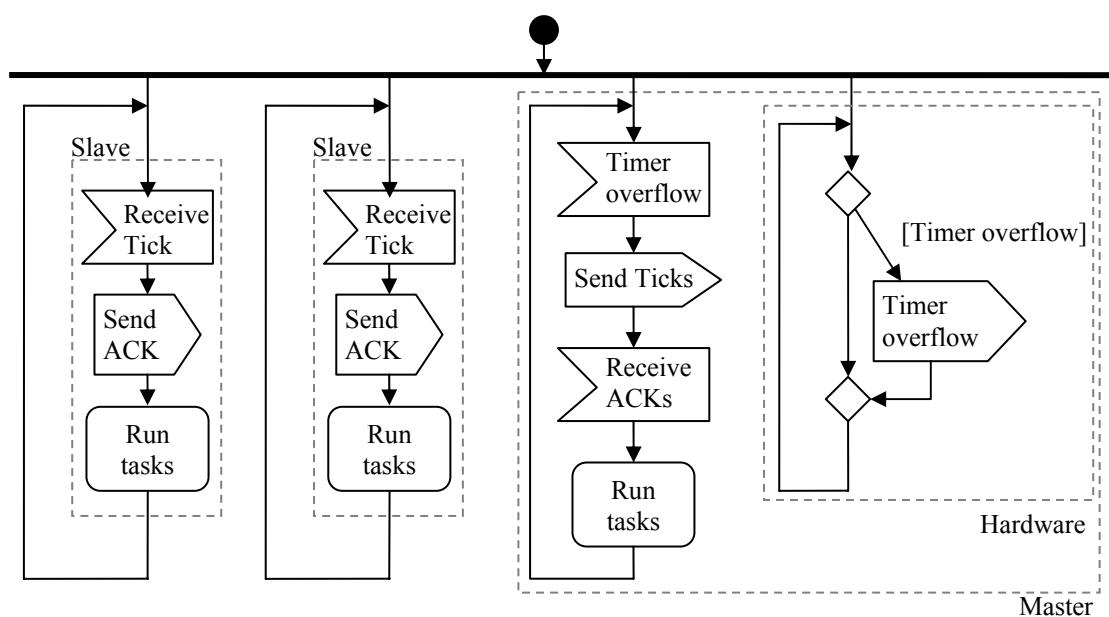 Slave
Receive
Tick
Send
ACK
Run
tasks
Slave
Receive
Tick
Send
ACK
Run
tasks
Timer
overflow
Send Ticks
Receive
ACKs
Run
tasks
[Timer overflow]
Timer
overflow
Hardware
Master